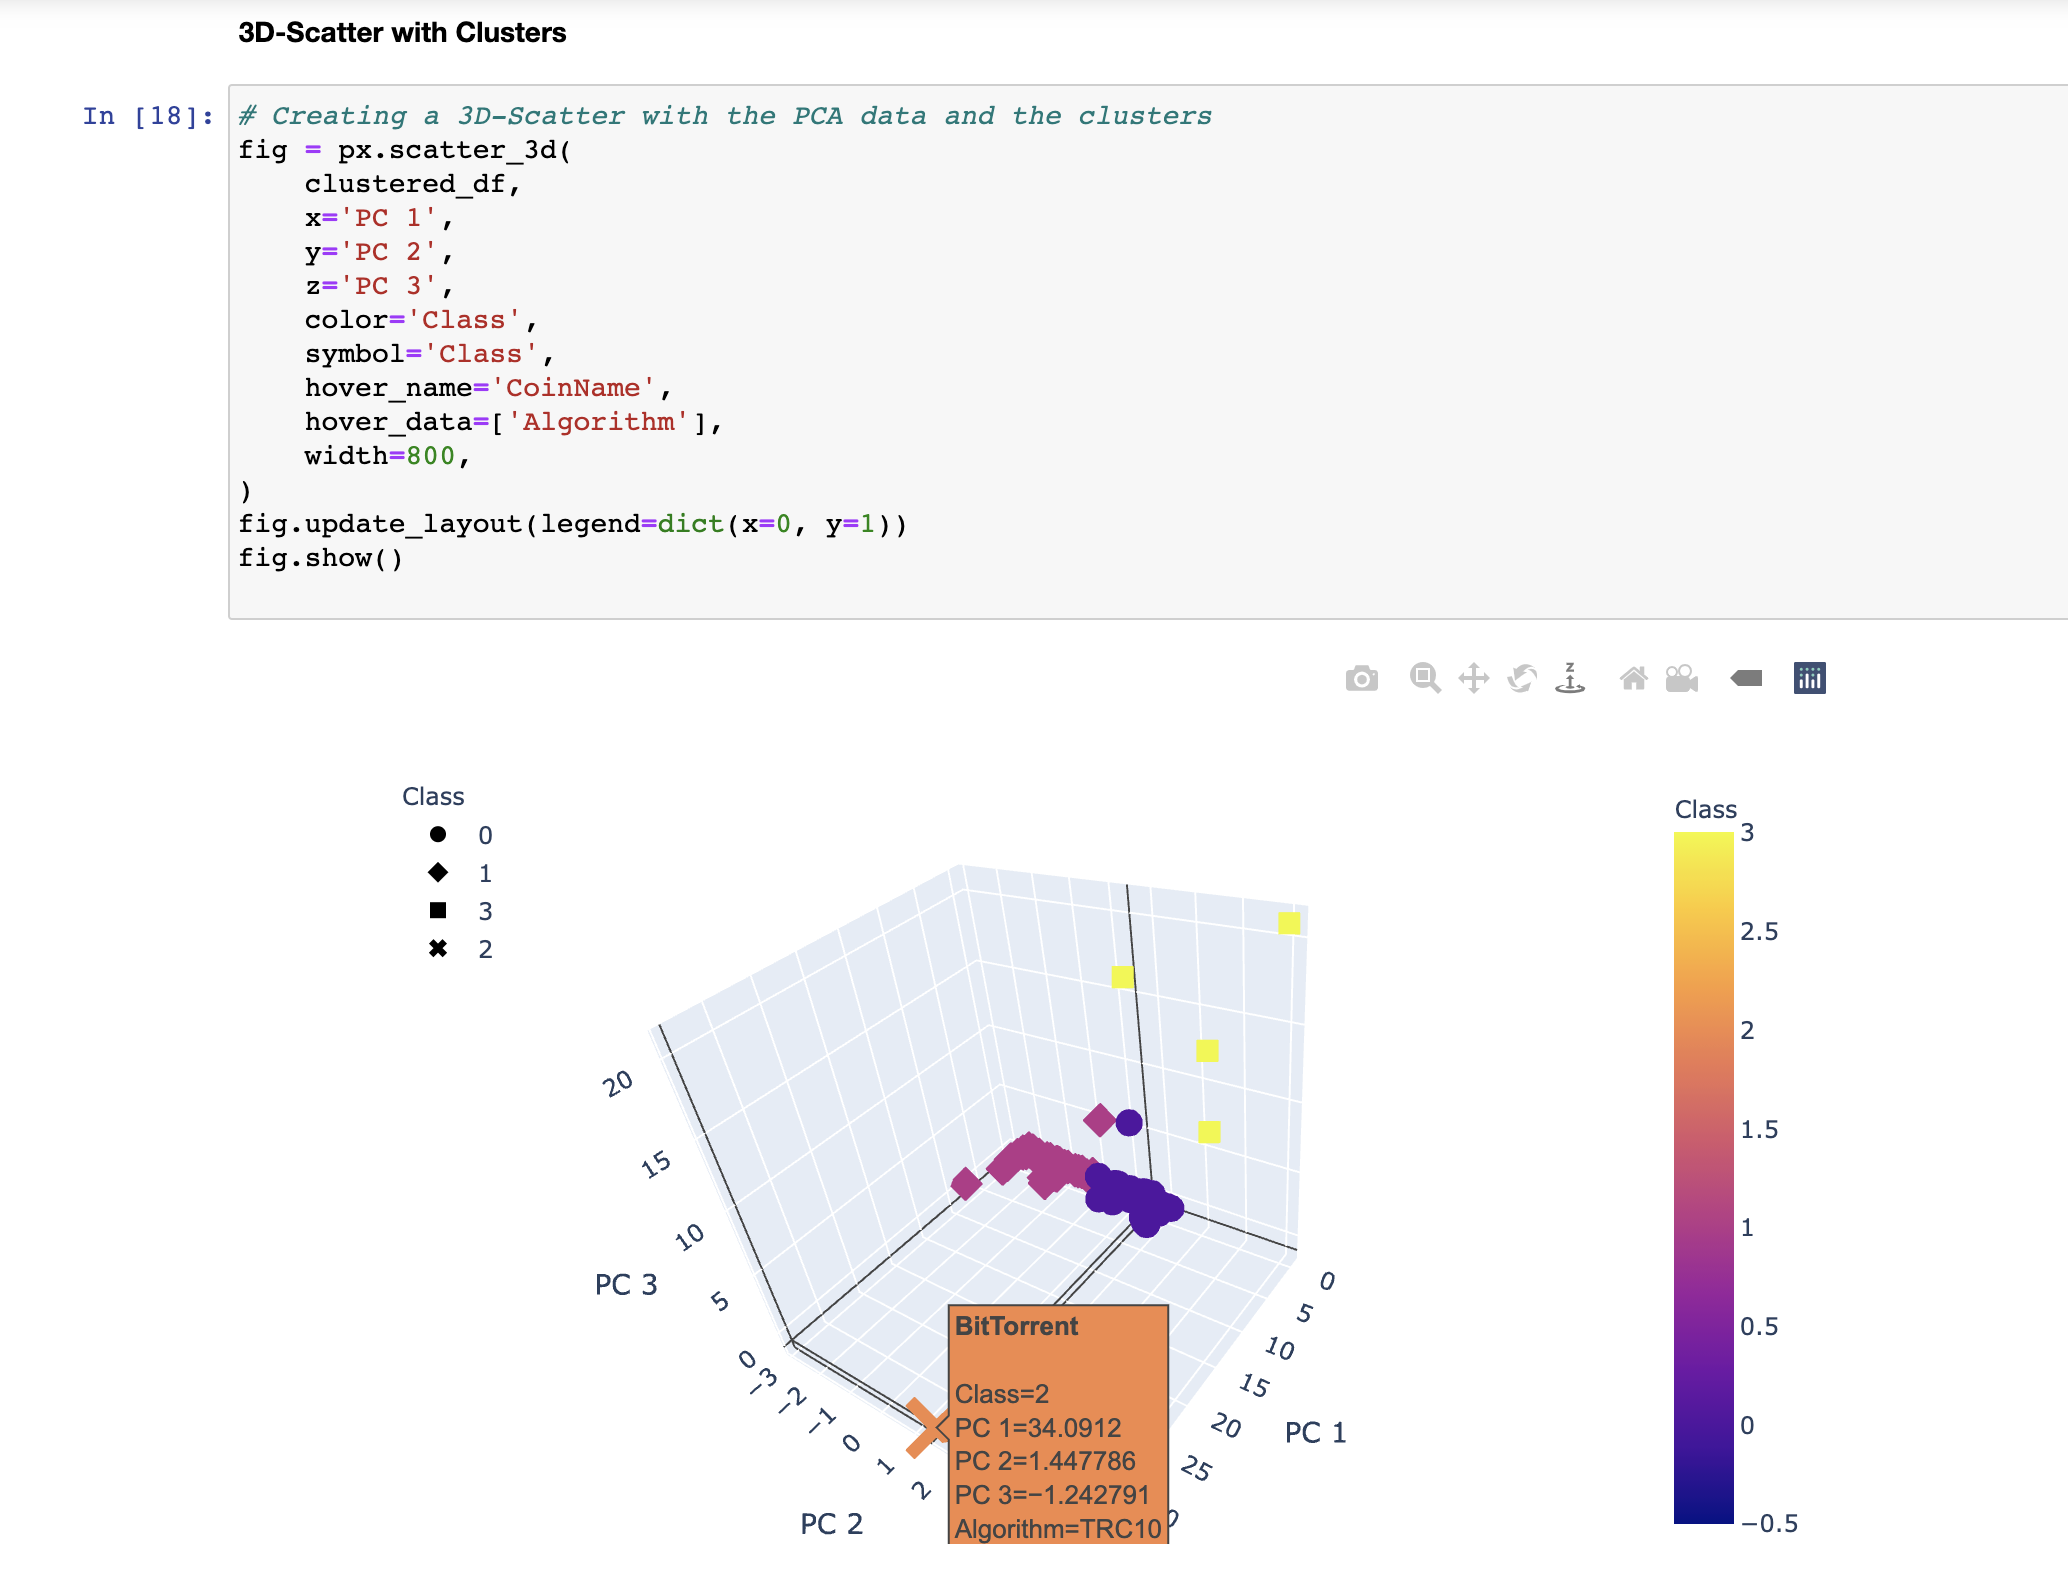 3D-Scatter with Clusters
In [18]:
# Creating a 3D-Scatter with the PCA data and the clusters
fig = px.scatter_3d(
    clustered_df,
    x='PC 1',
    y='PC 2',
    z='PC 3',
    color='Class',
    symbol='Class',
    hover_name='CoinName',
    hover_data=['Algorithm'],
    width=800,
)
fig.update_layout(legend=dict(x=0, y=1))
fig.show()
z
Class
0
1
3
2
Class
3
2.5
2
1.5
1
0.5
0
−0.5
20
15
10
5
0
PC 3
−3
−2
−1
0
1
2
PC 2
0
5
10
15
20
25
PC 1
BitTorrent
Class=2
PC 1=34.0912
PC 2=1.447786
PC 3=−1.242791
Algorithm=TRC10